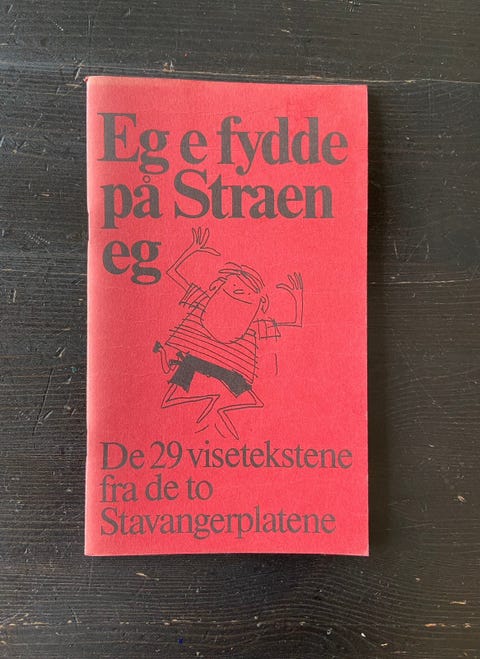 Eg e fydde
på Straen
eg
De 29 visetekstene
fra de to
Stavangerplatene